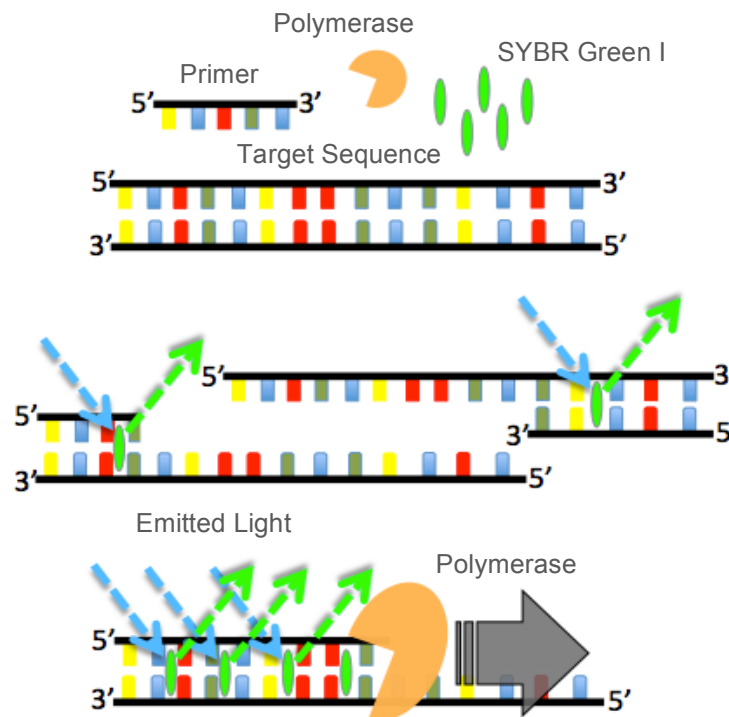 Polymerase
SYBR Green I
Primer
5’ 3’
Target Sequence
5’ 3’
3’ 5’
5’ 3
5’
3’ 5
3’ 5’
Emitted Light
Polymerase
5’
3’ 5’